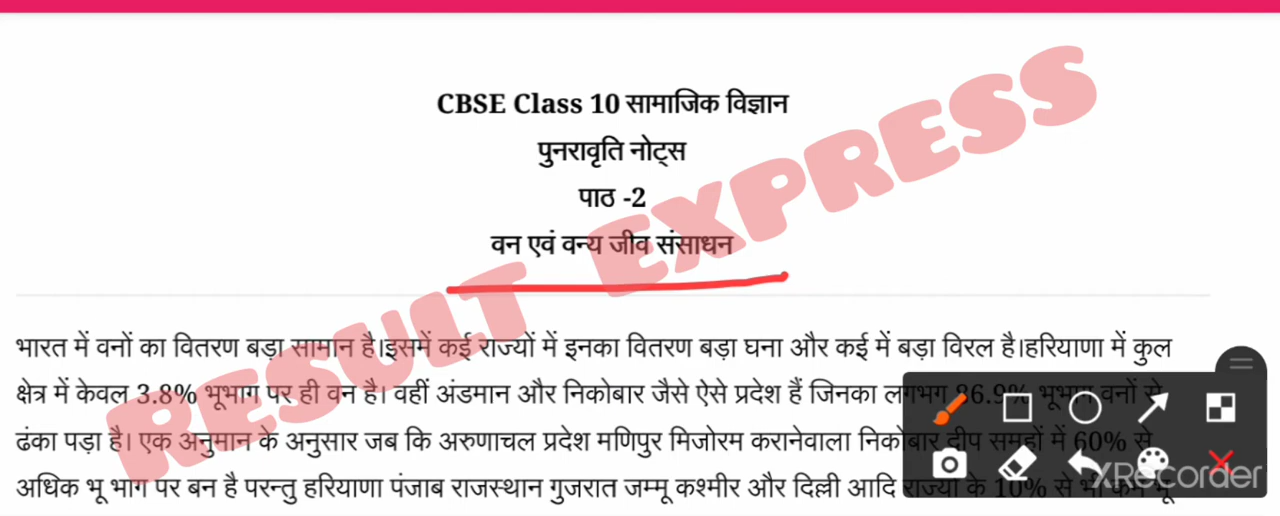 CBSE Class 10 सामाजिक विज्ञान
पुनरावृति नोट्स
पाठ -2
वन एवं वन्य जीव संसाधन
RESULT EXPRESS
भारत में वनों का वितरण बड़ा सामान है।इसमें कई राज्यों में इनका वितरण बड़ा घना और कई में बड़ा विरल है।हरियाणा में कुल
क्षेत्र में केवल 3.8% भूभाग पर ही वन है। वहीं अंडमान और निकोबार जैसे ऐसे प्रदेश हैं जिनका लगभग 86.9% भूभाग वनों से
ढंका पड़ा है। एक अनुमान के अनुसार जब कि अरुणाचल प्रदेश मणिपुर मिजोरम करानेवाला निकोबार दीप समूहों में 60% से
अधिक भू भाग पर बन है परन्तु हरियाणा पंजाब राजस्थान गुजरात जम्मू कश्मीर और दिल्ली आदि राज्यों के 10% से भी कम भू
XRecorder